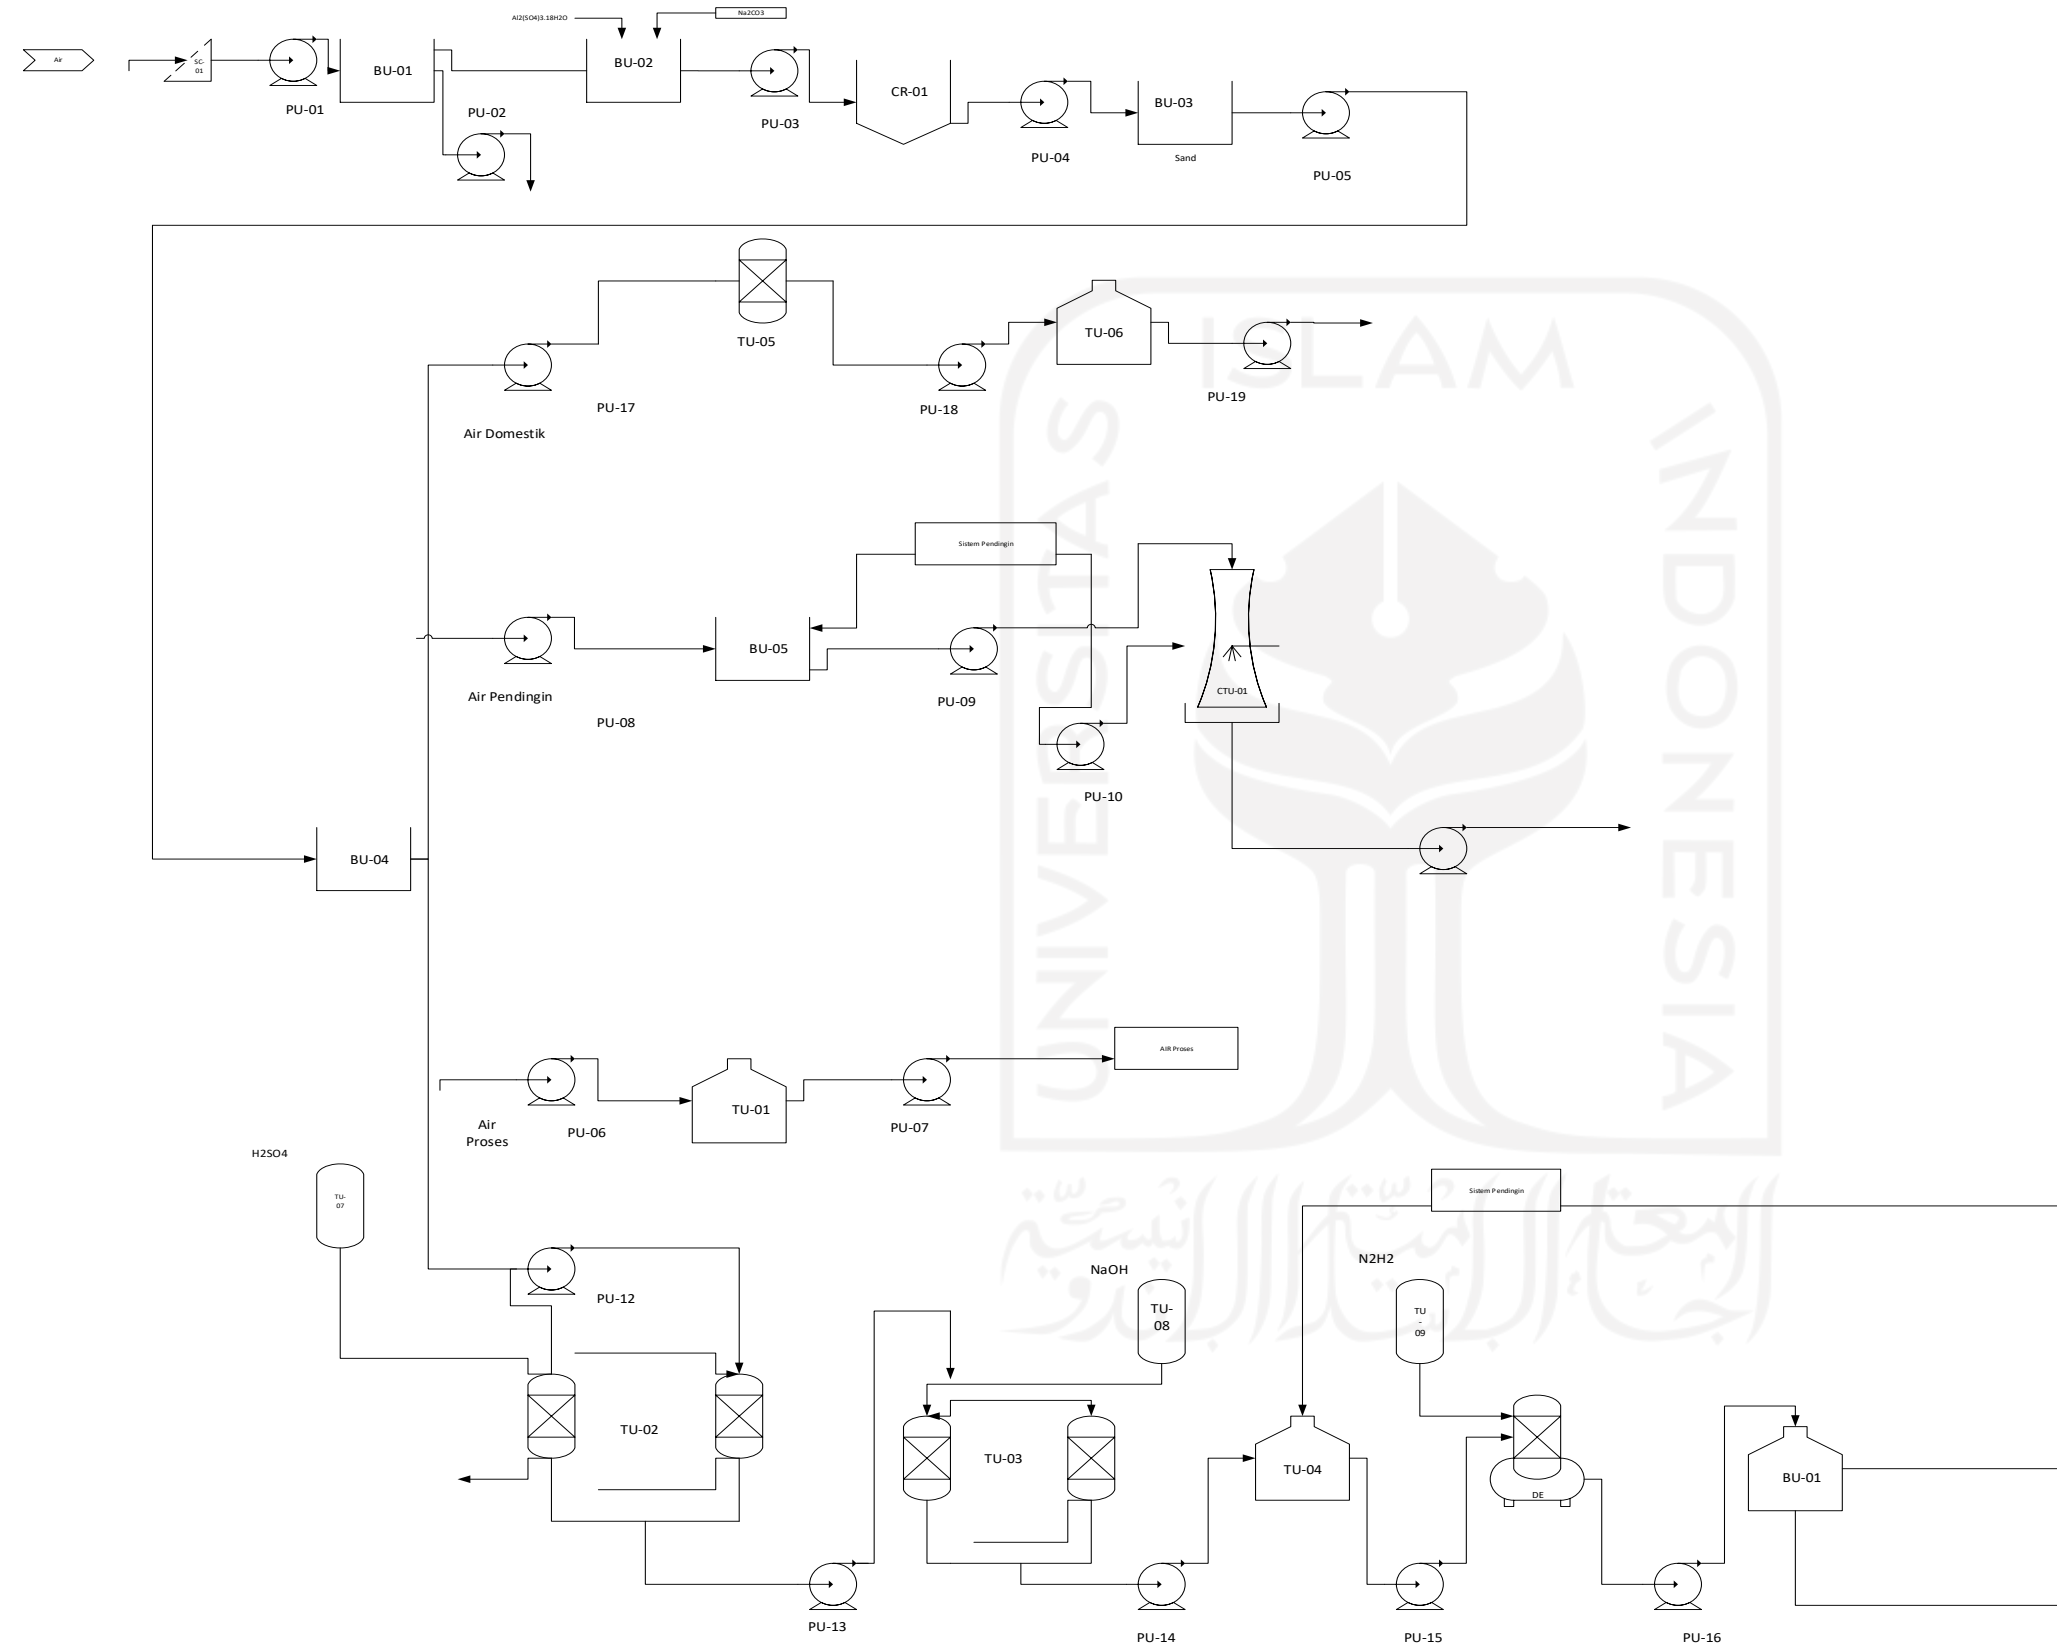 Al2(SO4)3.18H2O
Na2CO3
Air
SC-
01
BU-01
BU-02
CR-01
BU-03
PU-01
PU-02
PU-03
PU-04
Sand
PU-05
TU-05
TU-06
PU-17
PU-18
PU-19
Air Domestik
Sistem Pendingin
BU-05
CTU-01
Air Pendingin
PU-08
PU-09
PU-10
BU-04
AIR Proses
TU-01
Air
Proses
PU-06
PU-07
H2SO4
TU-
07
Sistem Pendingin
NaOH
N2H2
PU-12
TU-
08
TU
-
09
TU-02
TU-03
TU-04
DE
BU-01
PU-13
PU-14
PU-15
PU-16
UNIVERSITAS
ISLAM
INDONESIA